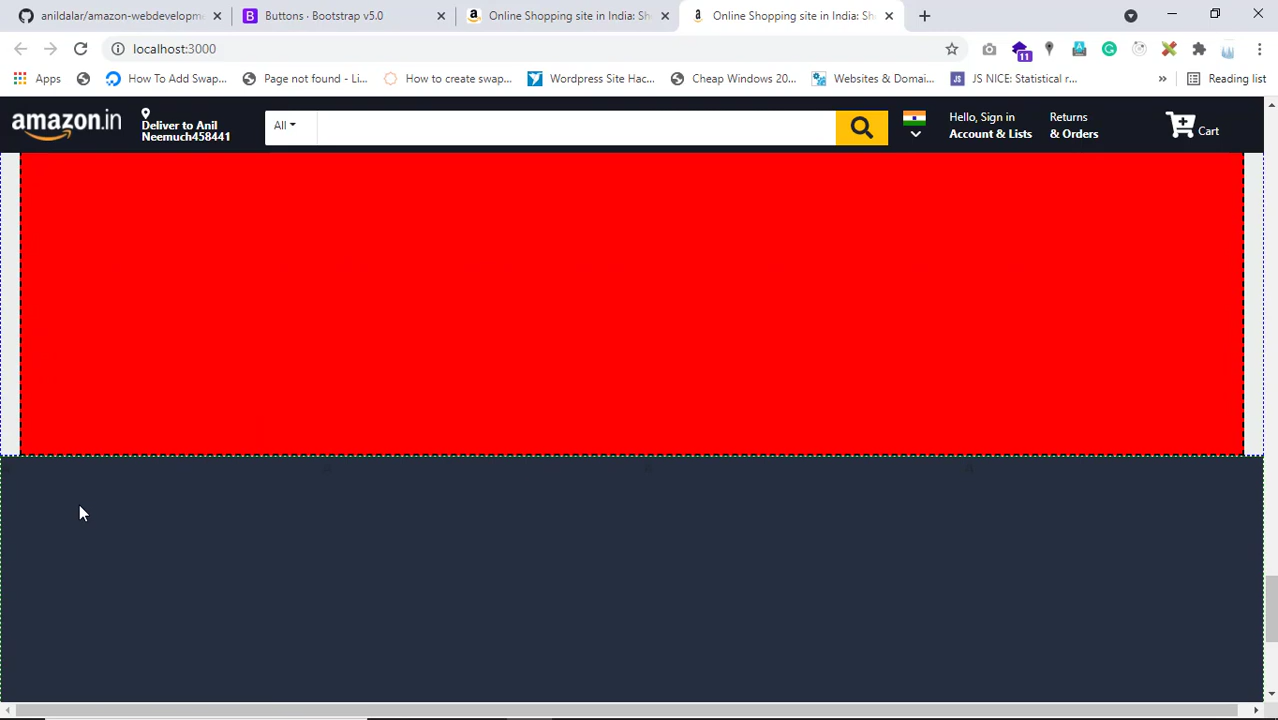 anildalar/amazon-webdevelopme
Buttons · Bootstrap v5.0
Online Shopping site in India: Sh
Online Shopping site in India: Sh
localhost:3000
11
Apps
How To Add Swap...
Page not found - Li...
How to create swap...
Wordpress Site Hac...
Cheap Windows 20...
Websites & Domai...
JS NICE: Statistical r...
»
Reading list
amazon.in
Deliver to Anil
Neemuch458441
All
Hello, Sign in
Account & Lists
Returns
& Orders
Cart